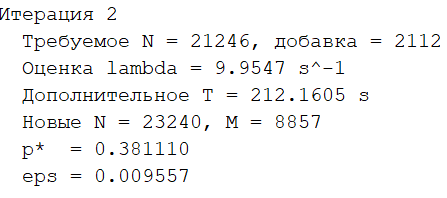 Итерация 2
Требуемое N = 21246, добавка = 2112
Оценка lambda = 9.9547 s^-1
Дополнительное T = 212.1605 s
Новые N = 23240, M = 8857
p* = 0.381110
eps = 0.009557